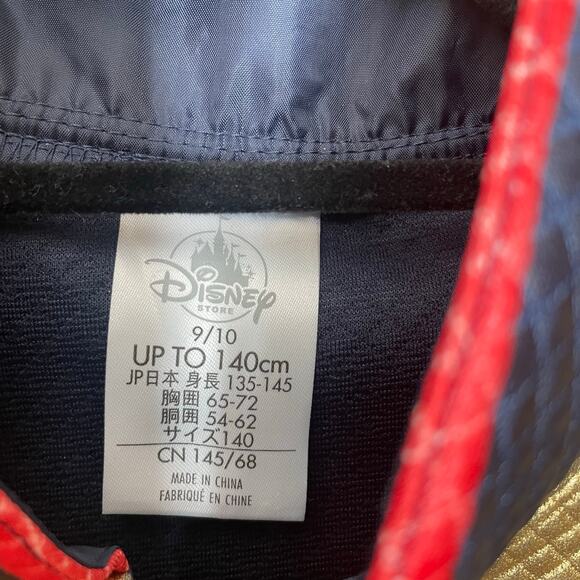 Disney
STORE
9/10
UP TO 140cm
JP日本 身長 135-145
胸囲 65-72
胴囲 54-62
サイズ140
CN 145/68
MADE IN CHINA
FABRIQUÉ EN CHINE